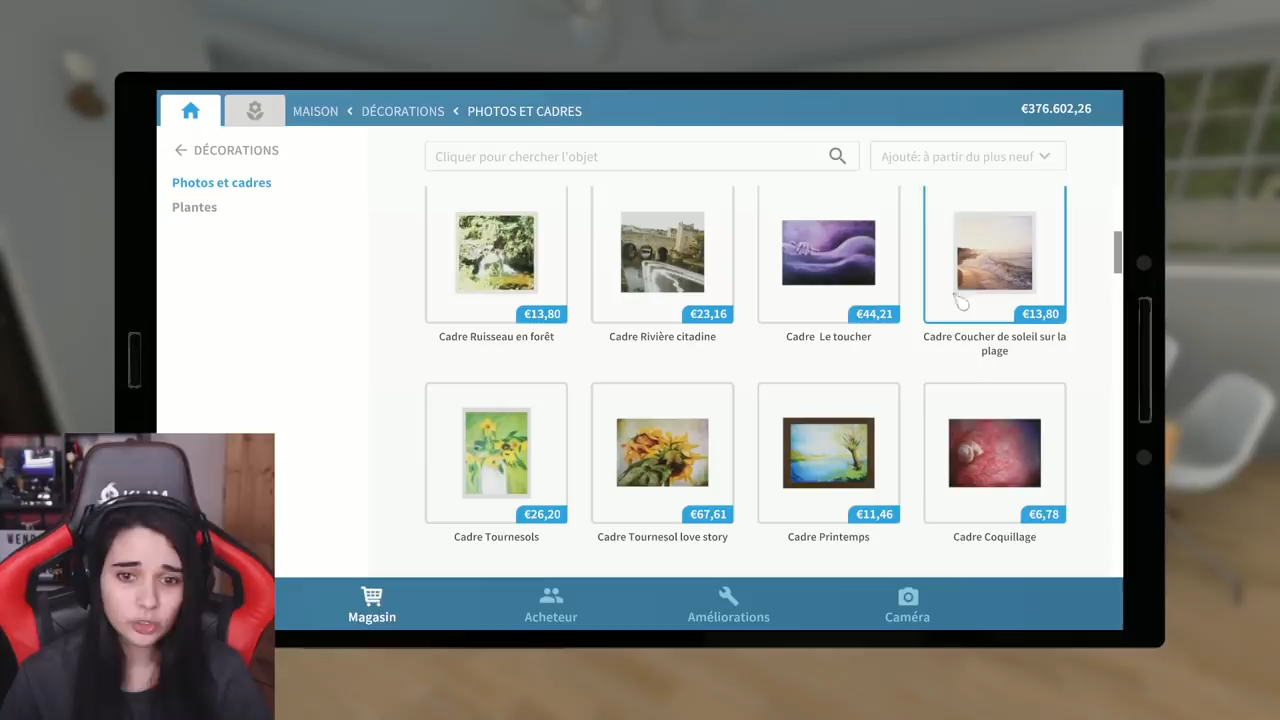 MAISON < DÉCORATIONS < PHOTOS ET CADRES
€376.602,26
← DÉCORATIONS
Photos et cadres
Plantes
Cliquer pour chercher l'objet
Ajouté: à partir du plus neuf
€13,80
€23,16
€44,21
€13,80
Cadre Ruisseau en forêt
Cadre Rivière citadine
Cadre Le toucher
Cadre Coucher de soleil sur la
plage
€26,20
€67,61
€11,46
€6,78
Cadre Tournesols
Cadre Tournesol love story
Cadre Printemps
Cadre Coquillage
Magasin
Acheteur
Améliorations
Caméra